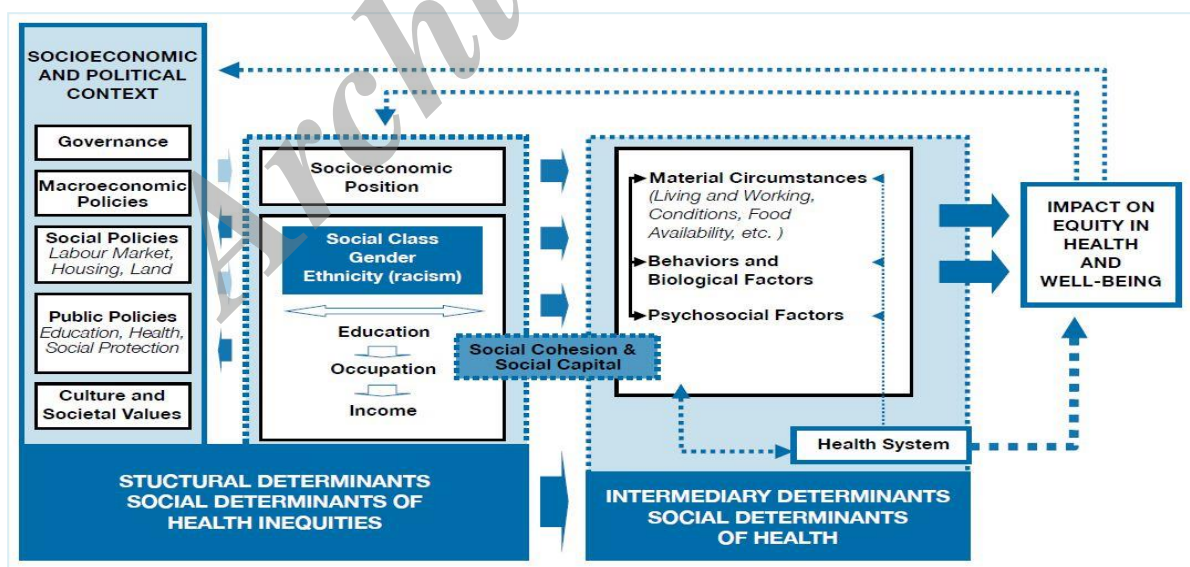 SOCIOECONOMIC
AND POLITICAL
CONTEXT
Governance
Macroeconomic
Policies
Social Policies
Labour Market,
Housing, Land
Public Policies
Education, Health,
Social Protection
Culture and
Societal Values
Socioeconomic
Position
Social Class
Gender
Ethnicity (racism)
Education
Occupation
Income
Social Cohesion &
Social Capital
Material Circumstances
(Living and Working,
Conditions, Food
Availability, etc. )
Behaviors and
Biological Factors
Psychosocial Factors
Health System
IMPACT ON
EQUITY IN
HEALTH
AND
WELL-BEING
STUCTURAL DETERMINANTS
SOCIAL DETERMINANTS OF
HEALTH INEQUITIES
INTERMEDIARY DETERMINANTS
SOCIAL DETERMINANTS
OF HEALTH